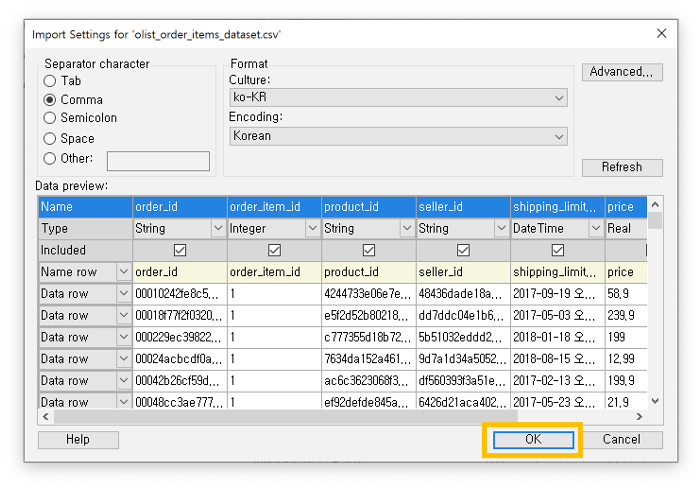 Import Settings for 'olist_order_items_dataset.csv'
Separator character
Tab
Comma
Semicolon
Space
Other:
Format
Culture:
ko-KR
Encoding:
Korean
Advanced...
Refresh
Data preview:
Name order_id order_item_id product_id seller_id shipping_limit... price
Type String Integer String String DateTime Real
Included
Name row order_id order_item_id product_id seller_id shipping_limit... price
Data row 00010242fe8c5... 1 4244733e06e7e... 48436dade18a... 2017-09-19 오... 58,9
Data row 00018f77f2f0320... 1 e5f2d52b80218... dd7ddc04e1b6... 2017-05-03 오... 239,9
Data row 000229ec39822... 1 c777355d18b72... 5b51032eddd2... 2018-01-18 오... 199
Data row 00024acbcdf0a... 1 7634da152a461... 9d7a1d34a5052... 2018-08-15 오... 12,99
Data row 00042b26cf59d... 1 ac6c3623068f3... df560393f3a51e... 2017-02-13 오... 199,9
Data row 00048cc3ae777... 1 ef92defde845a... 6426d21aca402... 2017-05-23 오... 21,9
Help
OK
Cancel